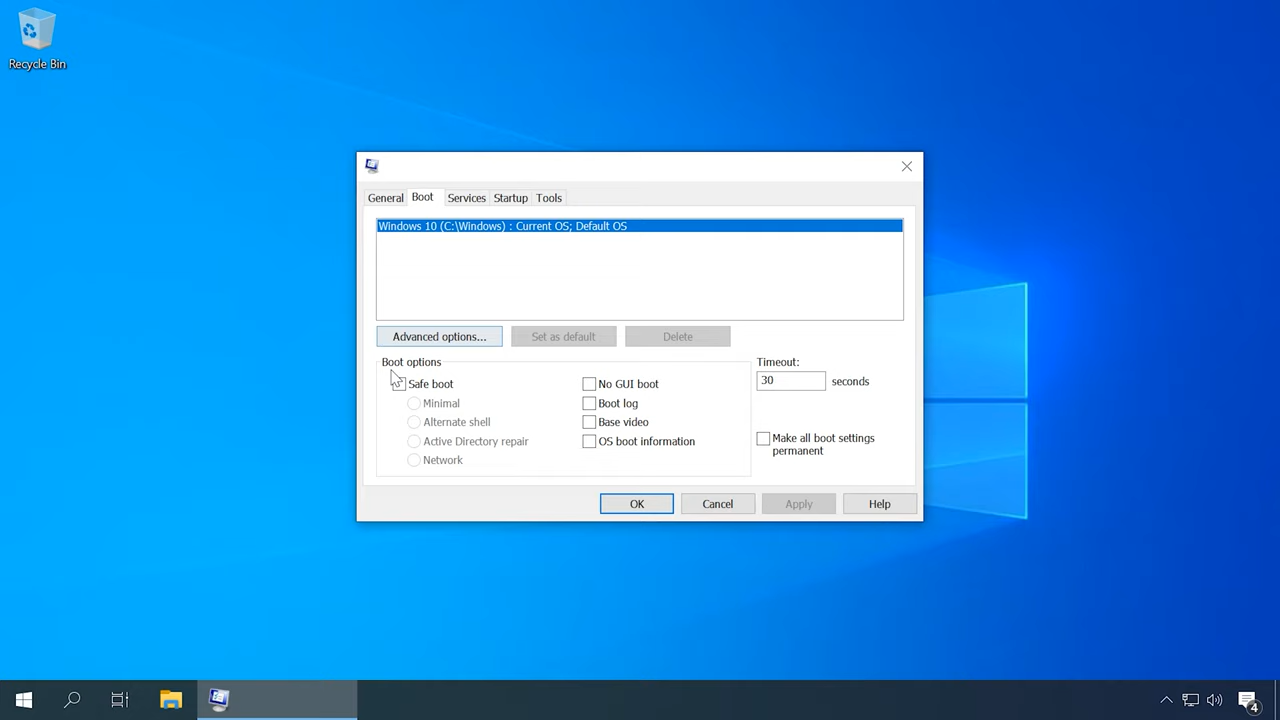 Recycle Bin
General Boot Services Startup Tools
Windows 10 (C:\Windows) : Current OS; Default OS
Advanced options... Set as default Delete
Boot options
Timeout:
Safe boot
No GUI boot
30 seconds
Minimal
Boot log
Alternate shell
Base video
Active Directory repair
OS boot information
Make all boot settings
permanent
Network
OK Cancel Apply Help
4